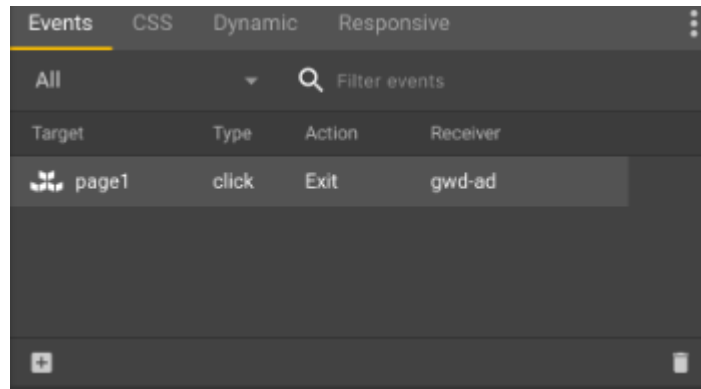 Events CSS Dynamic Responsive
All Filter events
Target Type Action Receiver
page1 click Exit gwd-ad